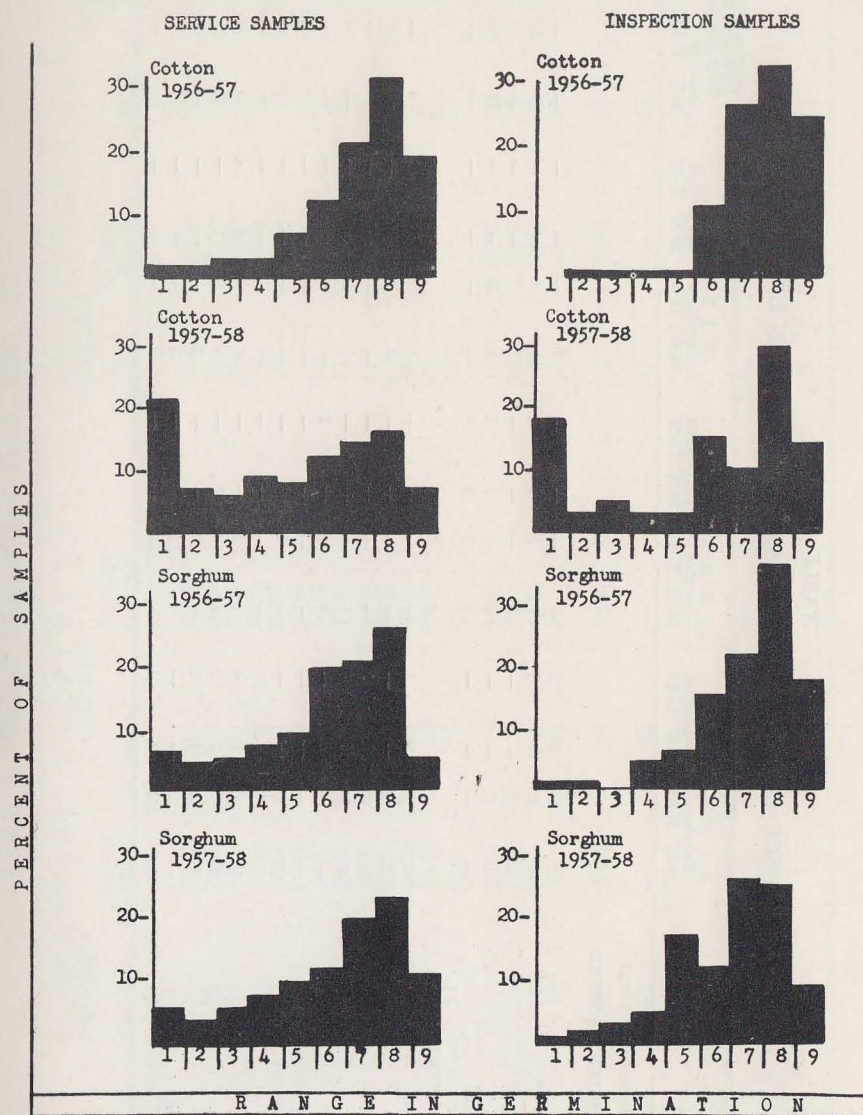 SERVICE SAMPLES
INSPECTION SAMPLES
Cotton
1956-57
30-
20-
10-
1 2 3 4 5 6 7 8 9
Cotton
1956-57
30-
20-
10-
1 2 3 4 5 6 7 8 9
Cotton
1957-58
30-
20-
10-
1 2 3 4 5 6 7 8 9
Cotton
1957-58
30-
20-
10-
1 2 3 4 5 6 7 8 9
Sorghum
1956-57
30-
20-
10-
1 2 3 4 5 6 7 8 9
Sorghum
1956-57
30-
20-
10-
1 2 3 4 5 6 7 8 9
Sorghum
1957-58
30-
20-
10-
1 2 3 4 5 6 7 8 9
Sorghum
1957-58
30-
20-
10-
1 2 3 4 5 6 7 8 9
PERCENT OF SAMPLES
RANGE IN GERMINATION